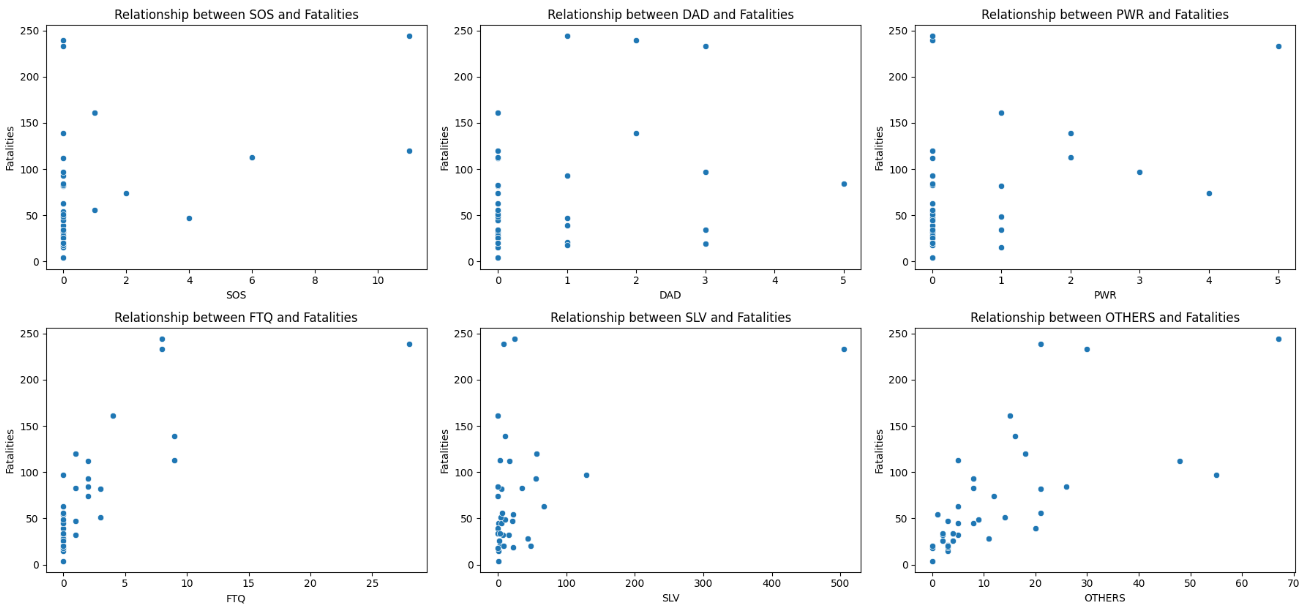 Relationship between SOS and Fatalities
Relationship between DAD and Fatalities
Relationship between PWR and Fatalities
Fatalities
250
200
150
100
50
0
0 2 4 6 8 10
SOS
Fatalities
250
200
150
100
50
0
0 1 2 3 4 5
DAD
Fatalities
250
200
150
100
50
0
0 1 2 3 4 5
PWR
Relationship between FTQ and Fatalities
Relationship between SLV and Fatalities
Relationship between OTHERS and Fatalities
Fatalities
250
200
150
100
50
0
0 5 10 15 20 25
FTQ
Fatalities
250
200
150
100
50
0
0 100 200 300 400 500
SLV
Fatalities
250
200
150
100
50
0
0 10 20 30 40 50 60 70
OTHERS